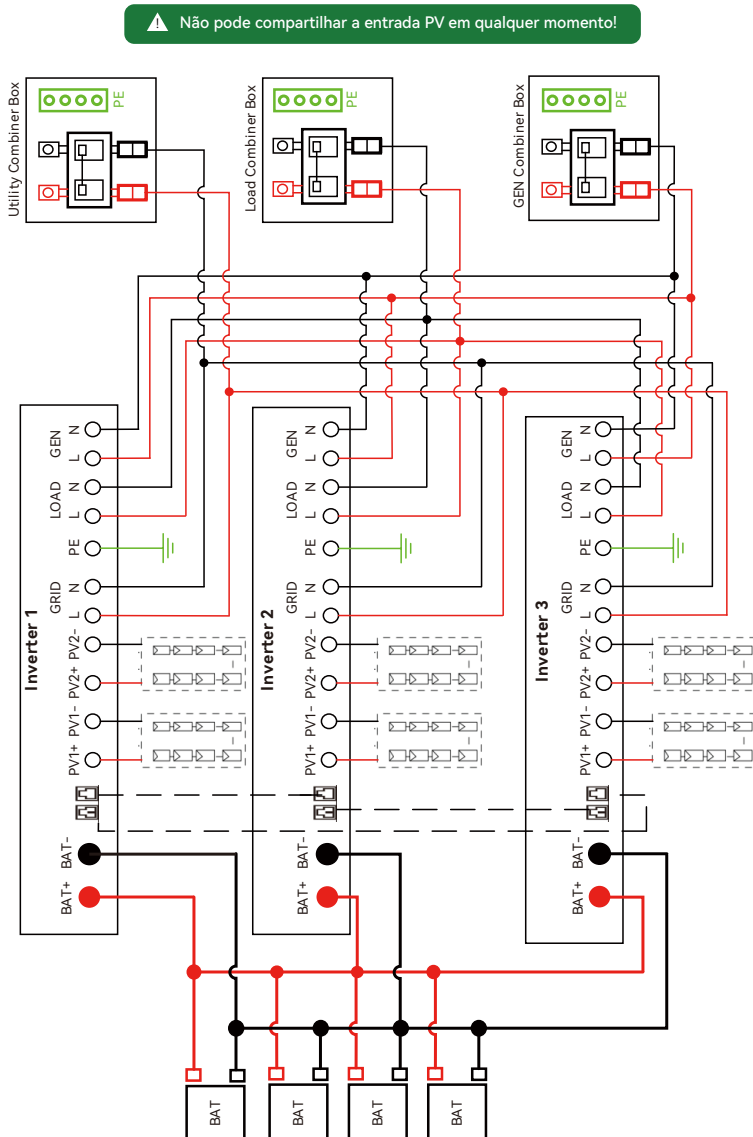 Não pode compartilhar a entrada PV em qualquer momento!
Utility Combiner Box
PE
Load Combiner Box
PE
GEN Combiner Box
PE
Inverter 1
GEN
N
L
LOAD
N
L
PE
GRID
N
L
PV2-
PV2+
PV1-
PV1+
BAT-
BAT+
Inverter 2
GEN
N
L
LOAD
N
L
PE
GRID
N
L
PV2-
PV2+
PV1-
PV1+
BAT-
BAT+
Inverter 3
GEN
N
L
LOAD
N
L
PE
GRID
N
L
PV2-
PV2+
PV1-
PV1+
BAT-
BAT+
BAT
BAT
BAT
BAT